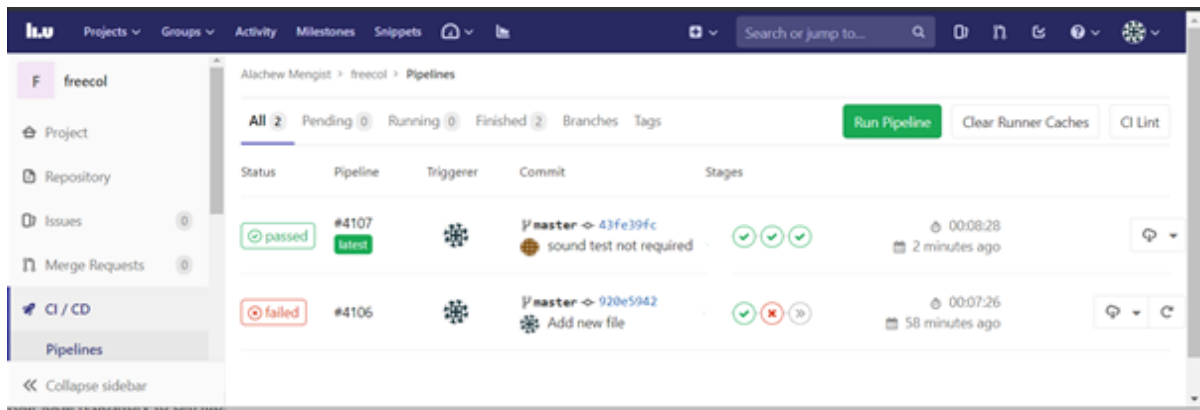 li.u Projects Groups Activity Milestones Snippets Search or jump to...
F freecol
Project
Repository
Issues 0
Merge Requests 0
CI / CD
Pipelines
Collapse sidebar
Alachew Mengist > freecol > Pipelines
All 2 Pending 0 Running 0 Finished 2 Branches Tags Run Pipeline Clear Runner Caches CI Lint
Status Pipeline Triggerer Commit Stages
passed #4107 master 43fe39fc 00:08:28
latest sound test not required 2 minutes ago
failed #4106 master 920e5942 00:07:26
Add new file 58 minutes ago